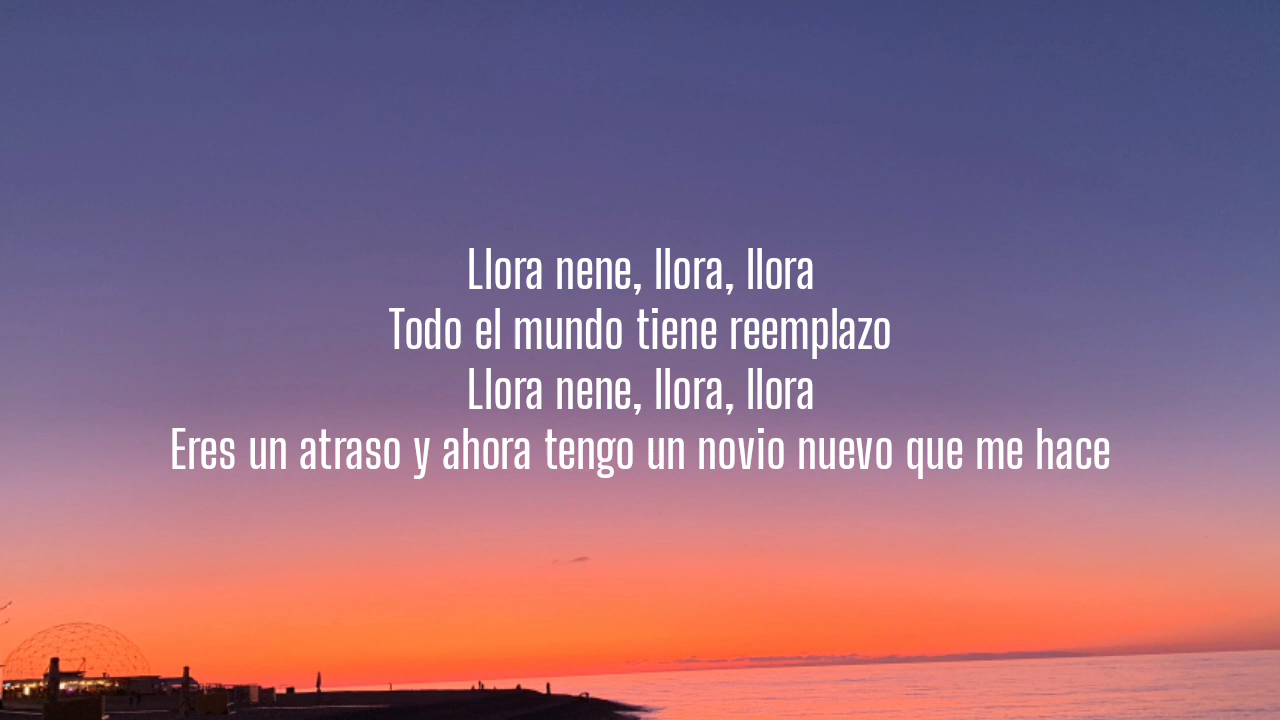 Llora nene, llora, llora
Todo el mundo tiene reemplazo
Llora nene, llora, llora
Eres un atraso y ahora tengo un novio nuevo que me hace